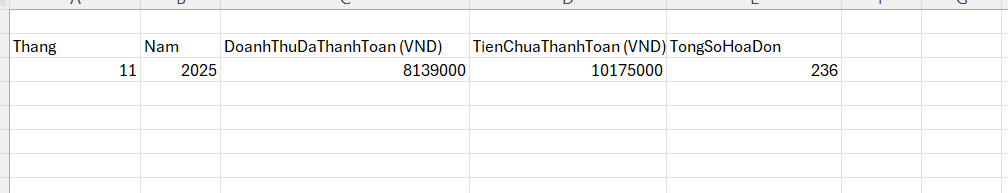 Thang Nam DoanhThuDaThanhToan (VND) TienChuaThanhToan (VND) TongSoHoaDon
11 2025 8139000 10175000 236